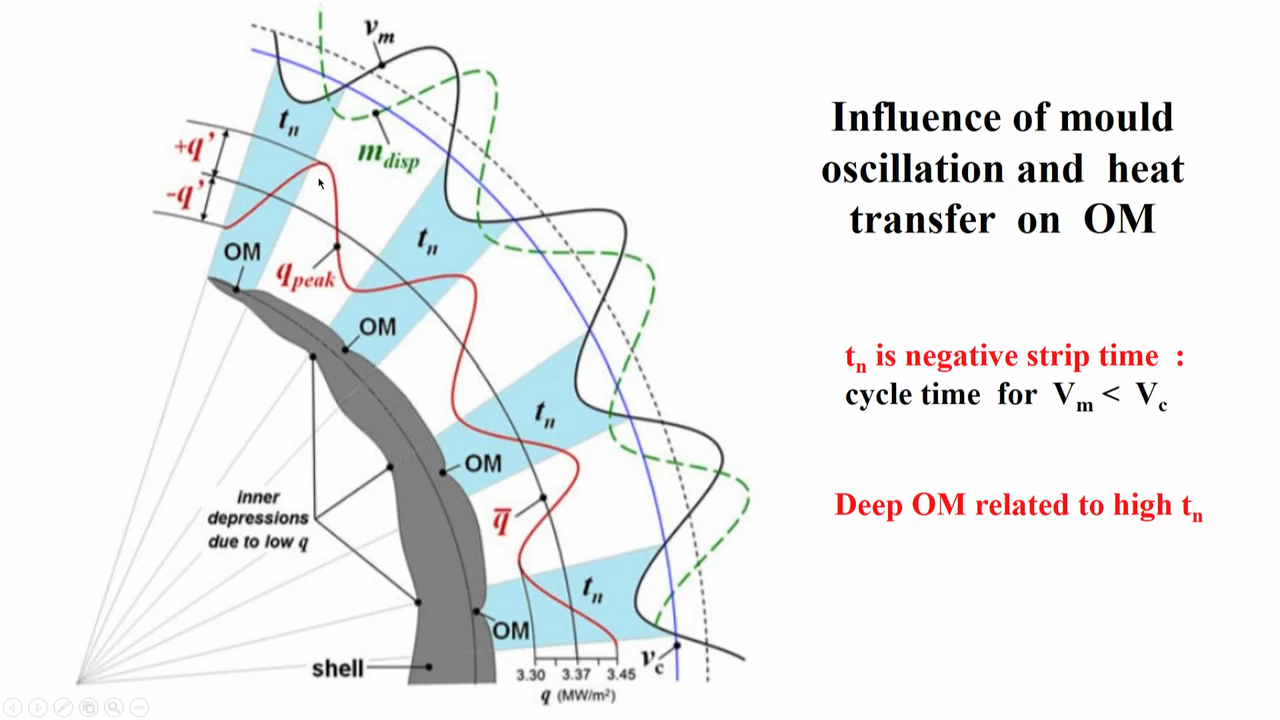 Influence of mould
oscillation and heat
transfer on OM
t_n is negative strip time :
cycle time for V_m < V_c
Deep OM related to high t_n
v_m
m_disp
t_n
+q'
-q'
OM
q_peak
t_n
OM
t_n
OM
q̅
inner
depressions
due to low q
t_n
OM
shell
v_c
3.30 3.37 3.45
q (MW/m²)